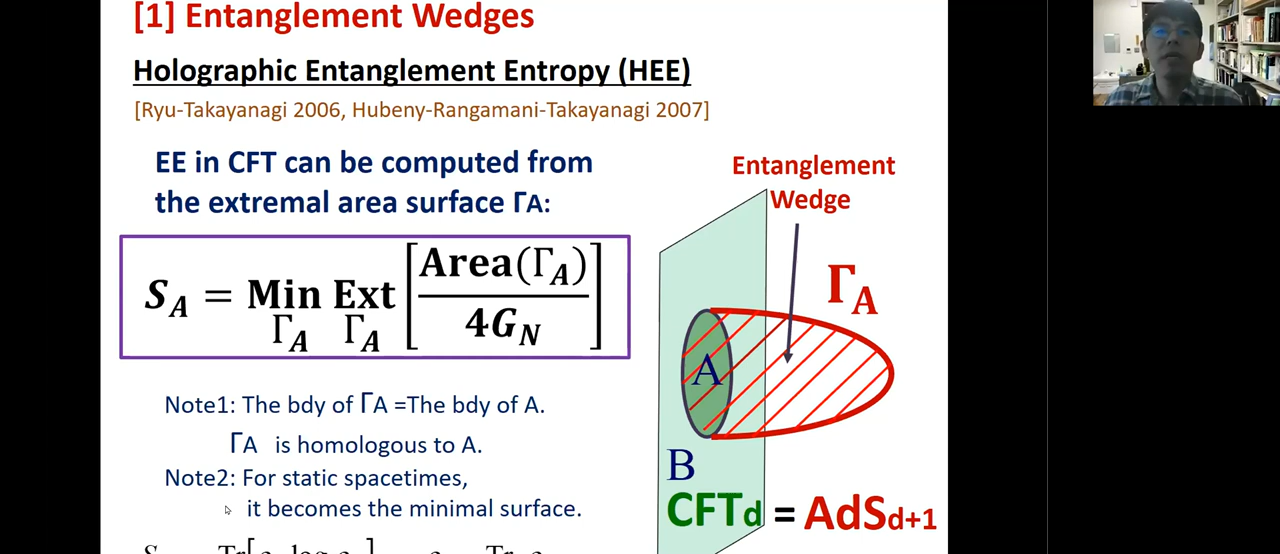 [1] Entanglement Wedges
Holographic Entanglement Entropy (HEE)
[Ryu-Takayanagi 2006, Hubeny-Rangamani-Takayanagi 2007]
EE in CFT can be computed from
the extremal area surface ΓA:
S_A = Min_{Γ_A} Ext_{Γ_A} [Area(Γ_A) / 4G_N]
Note1: The bdy of ΓA =The bdy of A.
ΓA is homologous to A.
Note2: For static spacetimes,
it becomes the minimal surface.
Entanglement
Wedge
Γ_A
A
B
CFTd = AdSd+1